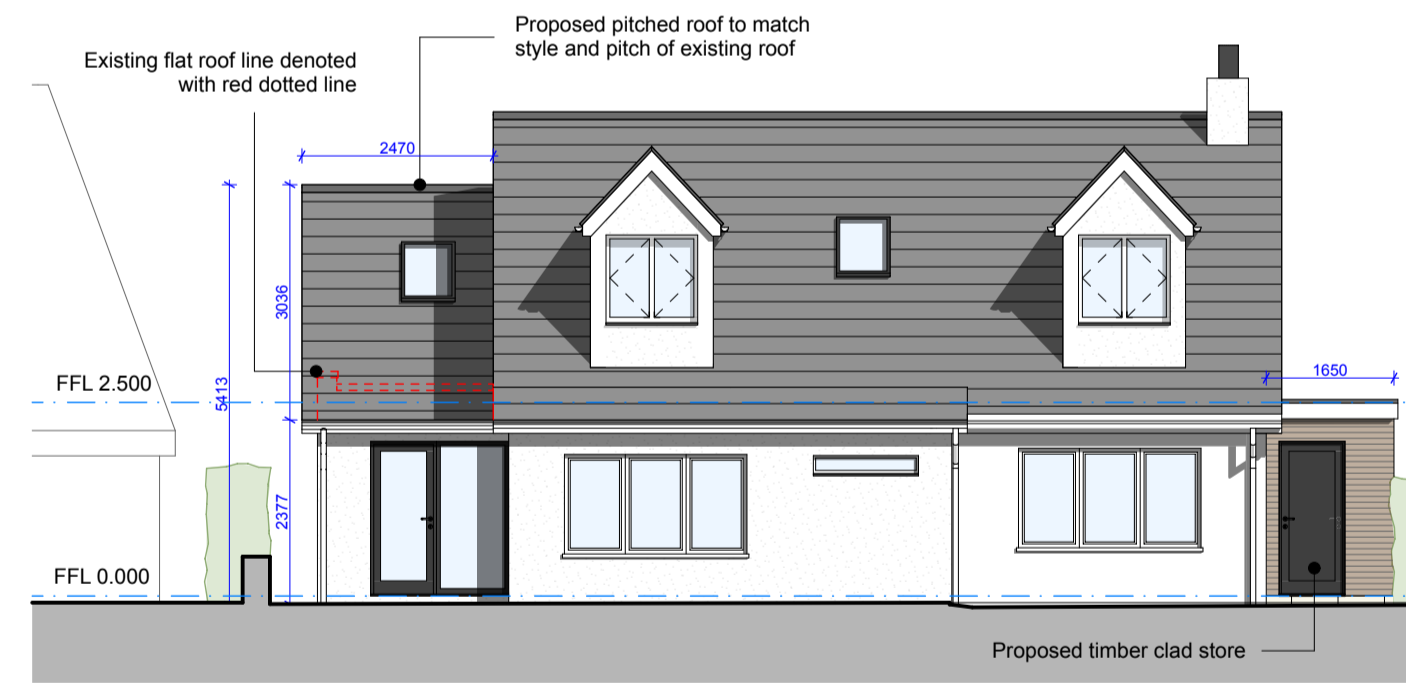 Proposed pitched roof to match
style and pitch of existing roof
Existing flat roof line denoted
with red dotted line
2470
3036
5413
FFL 2.500
1650
2377
FFL 0.000
Proposed timber clad store